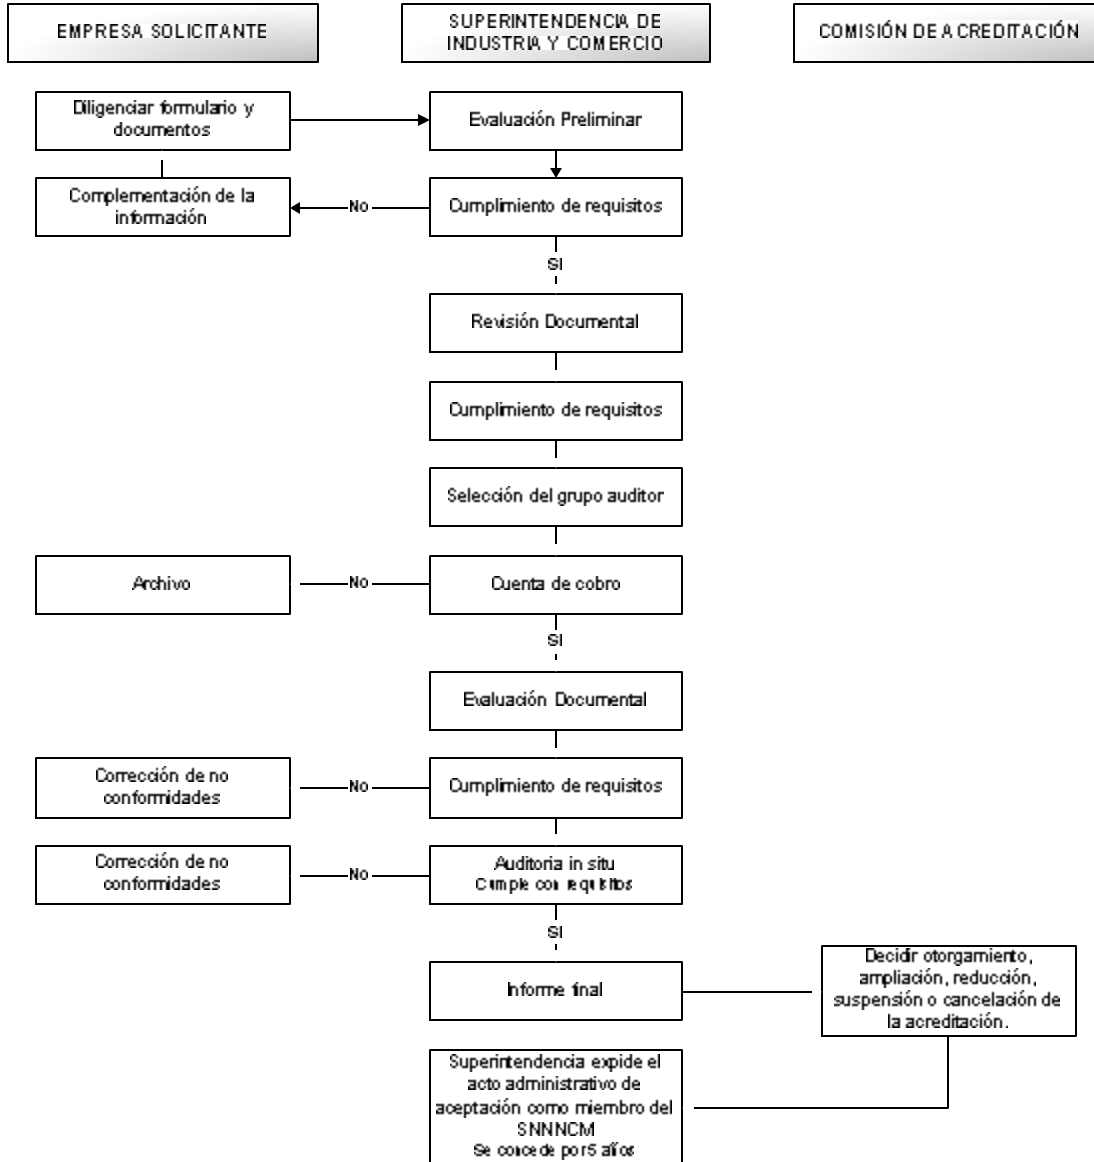 EMPRESA SOLICITANTE
SUPERINTENDENCIA DE
INDUSTRIA Y COMERCIO
COMISIÓN DE ACREDITACIÓN
Diligenciar formulario y
documentos
Evaluación Preliminar
Complementación de la
información
No
Cumplimiento de requisitos
SI
Revisión Documental
Cumplimiento de requisitos
Selección del grupo auditor
Archivo
No
Cuenta de cobro
SI
Evaluación Documental
Corrección de no
conformidades
No
Cumplimiento de requisitos
Corrección de no
conformidades
No
Auditoria in situ
Cumple con requisitos
SI
Informe final
Decidir otorgamiento,
ampliación, reducción,
suspensión o cancelación de
la acreditación.
Superintendencia expide el
acto administrativo de
aceptación como miembro del
SNNNCM
Se concede por 5 años